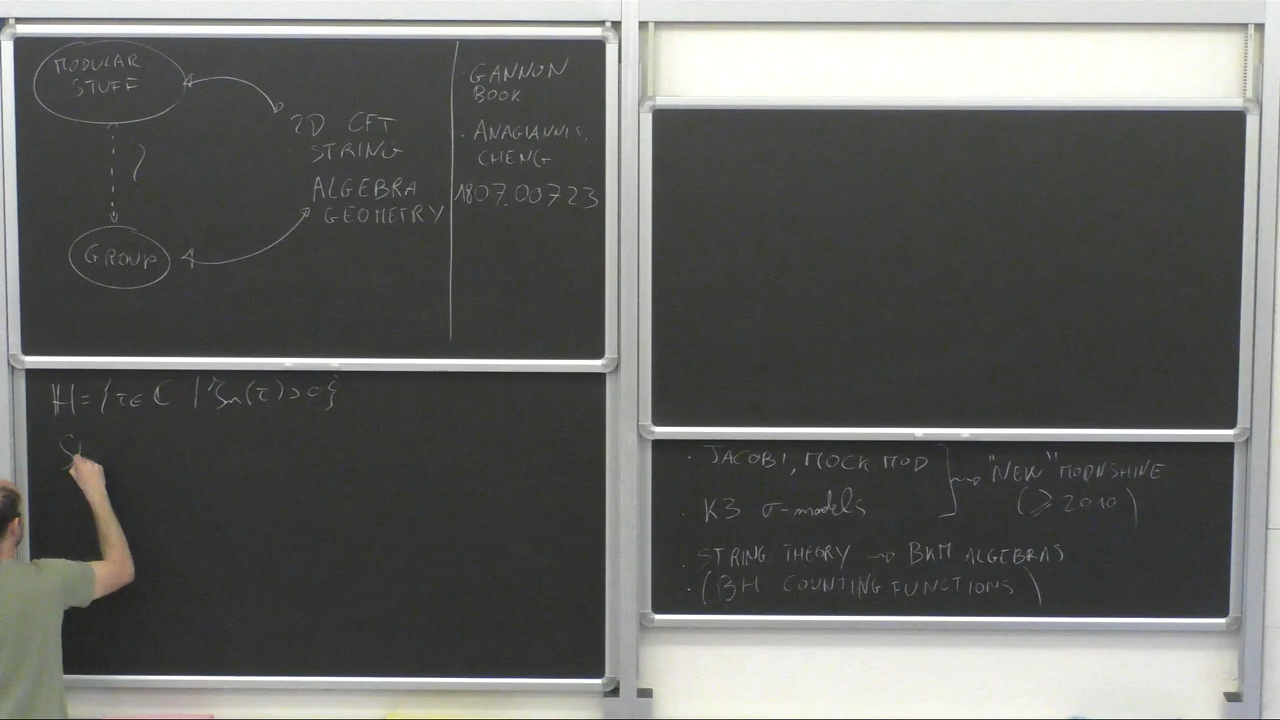 MODULAR
STUFF
GROUP
2D CFT
STRING
ALGEBRA
GEOMETRY
GANNON
BOOK
· ANAGIANNIS,
CHENG
1807.00723
ℍ = {τ ∈ ℂ | Im(τ) > 0}
S
· JACOBI, MOCK MOD
· K3 σ-models
"NEW" MOONSHINE
(⩾ 2010)
· STRING THEORY ⇝ BKM ALGEBRAS
· (BH COUNTING FUNCTIONS)